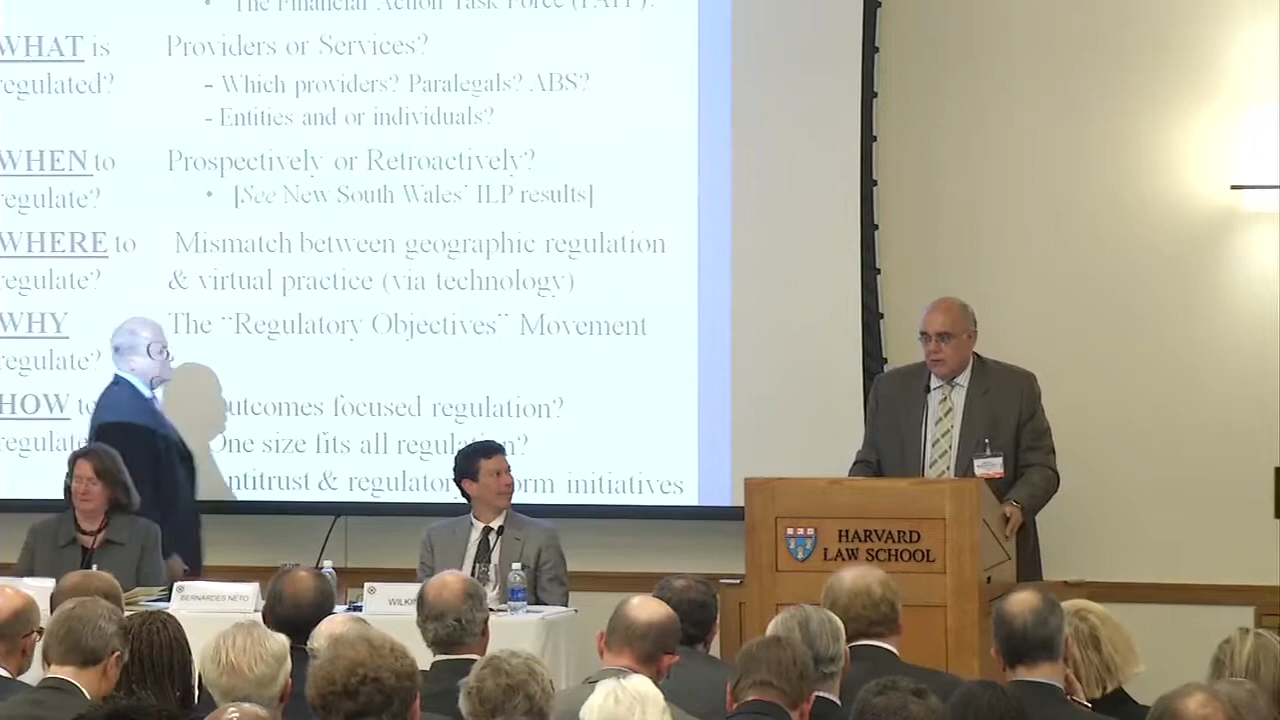 • The Financial Action Task Force (FATF).
WHAT is Providers or Services?
regulated? - Which providers? Paralegals? ABS?
- Entities and or individuals?
WHEN to Prospectively or Retroactively?
regulate? • [See New South Wales' ILP results]
WHERE to Mismatch between geographic regulation
regulate? & virtual practice (via technology)
WHY The "Regulatory Objectives" Movement
regulate?
HOW to utcomes focused regulation?
regulate One size fits all regulation?
ntitrust & regulatory orm initiatives
HARVARD
LAW SCHOOL
BERNARDES NETO
WILKI